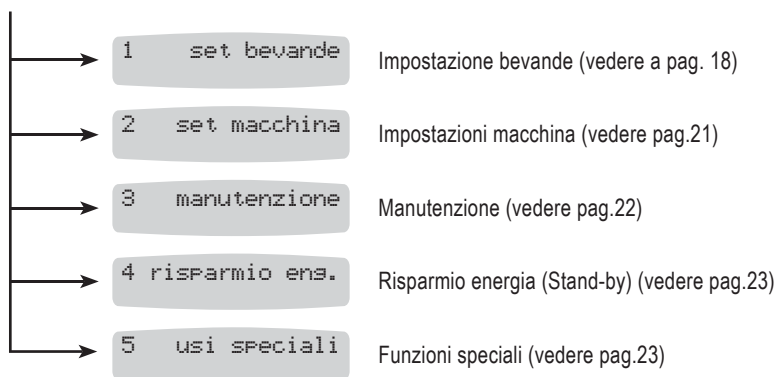 1 set bevande
Impostazione bevande (vedere a pag. 18)
2 set macchina
Impostazioni macchina (vedere pag.21)
3 manutenzione
Manutenzione (vedere pag.22)
4 risparmio eng.
Risparmio energia (Stand-by) (vedere pag.23)
5 usi speciali
Funzioni speciali (vedere pag.23)